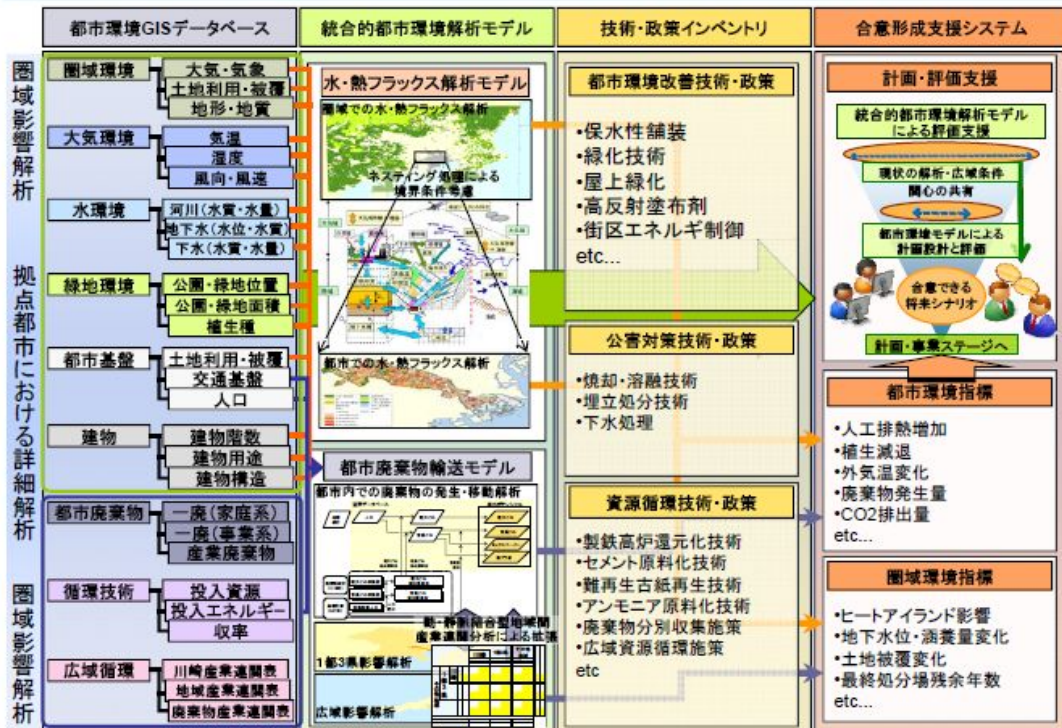 都市環境GISデータベース
統合的都市環境解析モデル
技術・政策インベントリ
合意形成支援システム
圏域影響解析
拠点都市における詳細解析
圏域影響解析
圏域環境
大気・気象
土地利用・被覆
地形・地質
大気環境
気温
湿度
風向・風速
水環境
河川(水質・水量)
地下水(水位・水質)
下水(水質・水量)
緑地環境
公園・緑地位置
公園・緑地面積
植生種
都市基盤
土地利用・被覆
交通基盤
人口
建物
建物階数
建物用途
建物構造
都市廃棄物
一廃(家庭系)
一廃(事業系)
産業廃棄物
循環技術
投入資源
投入エネルギー
収率
広域循環
川崎産業連関表
地域産業連関表
廃棄物産業連関表
水・熱フラックス解析モデル
圏域での水・熱フラックス解析
ネスティング処理による
境界条件考慮
都市での水・熱フラックス解析
都市廃棄物輸送モデル
都市内での廃棄物の発生・移動解析
動・静脈結合型地域間
産業連関分析による拡張
1都3県影響解析
広域影響解析
都市環境改善技術・政策
•保水性舗装
•緑化技術
•屋上緑化
•高反射塗布剤
•街区エネルギ制御
etc...
公害対策技術・政策
•焼却・溶融技術
•埋立処分技術
•下水処理
資源循環技術・政策
•製鉄高炉還元化技術
•セメント原料化技術
•難再生古紙再生技術
•アンモニア原料化技術
•廃棄物分別収集施策
•広域資源循環施策
etc
計画・評価支援
統合的都市環境解析モデル
による評価支援
現状の解析・広域条件
関心の共有
都市環境モデルによる
計画設計と評価
合意できる
将来シナリオ
計画・事業ステージへ
都市環境指標
•人工排熱増加
•植生減退
•外気温変化
•廃棄物発生量
•CO2排出量
etc...
圏域環境指標
•ヒートアイランド影響
•地下水位・涵養量変化
•土地被覆変化
•最終処分場残余年数
etc...